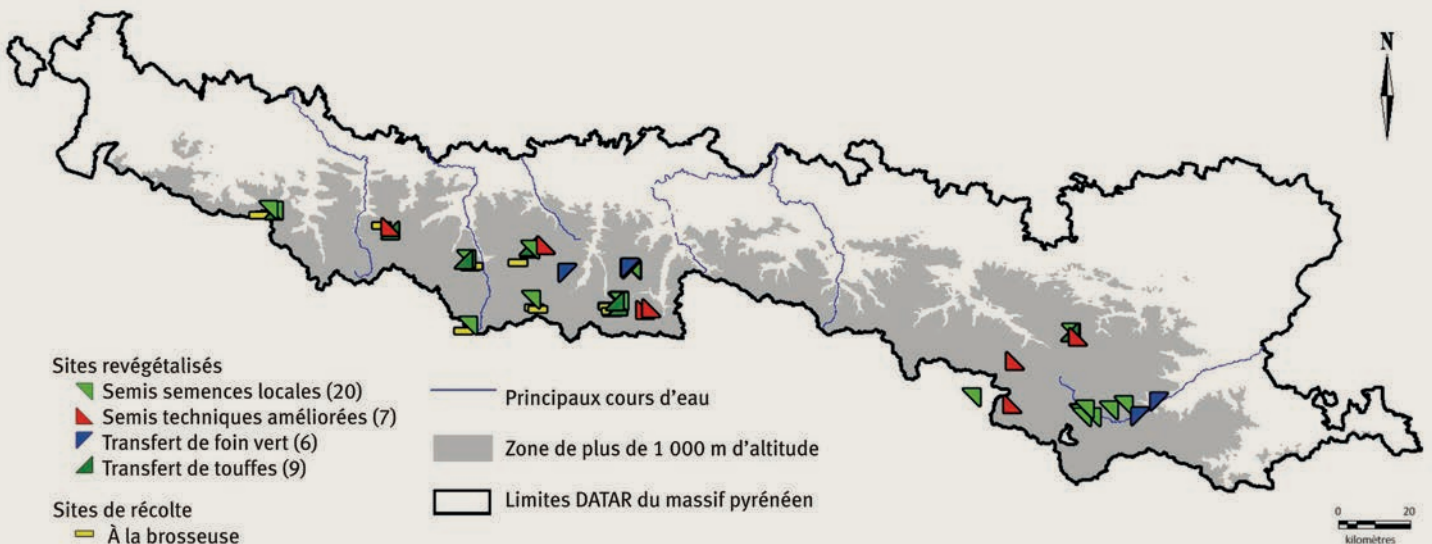 N
Sites revégétalisés
Semis semences locales (20)
Semis techniques améliorées (7)
Transfert de foin vert (6)
Transfert de touffes (9)
Sites de récolte
À la brosseuse
Principaux cours d'eau
Zone de plus de 1 000 m d'altitude
Limites DATAR du massif pyrénéen
0 20
kilomètres